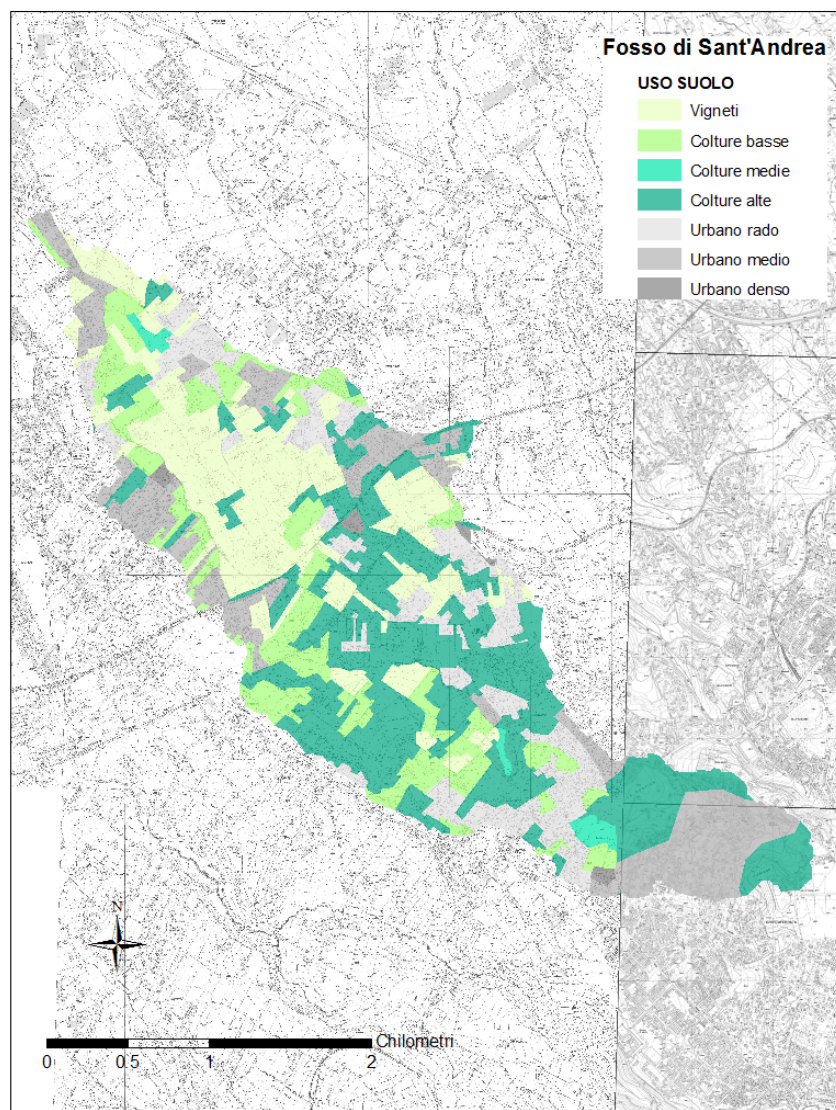 Fosso di Sant'Andrea
USO SUOLO
Vigneti
Colture basse
Colture medie
Colture alte
Urbano rado
Urbano medio
Urbano denso
N
Chilometri
0 0.5 1 2